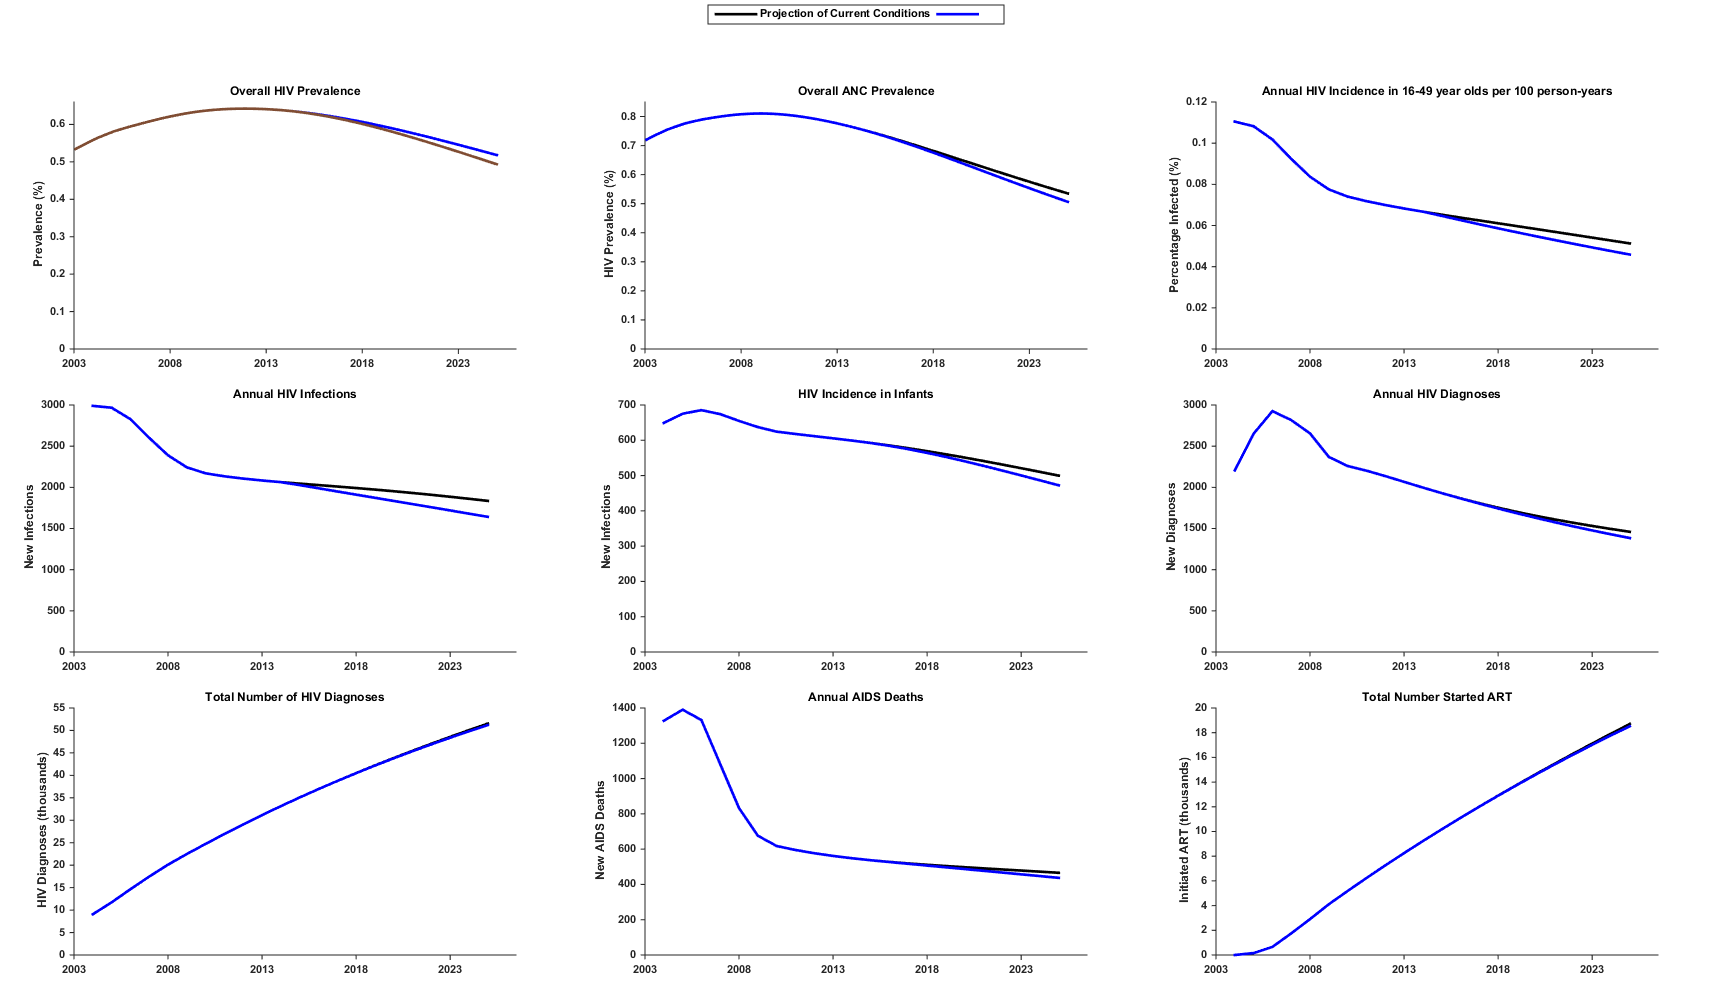 Projection of Current Conditions
Overall HIV Prevalence
Prevalence (%)
0.6
0.5
0.4
0.3
0.2
0.1
0
2003 2008 2013 2018 2023
Overall ANC Prevalence
HIV Prevalence (%)
0.8
0.7
0.6
0.5
0.4
0.3
0.2
0.1
0
2003 2008 2013 2018 2023
Annual HIV Incidence in 16-49 year olds per 100 person-years
Percentage Infected (%)
0.12
0.1
0.08
0.06
0.04
0.02
0
2003 2008 2013 2018 2023
Annual HIV Infections
New Infections
3000
2500
2000
1500
1000
500
0
2003 2008 2013 2018 2023
HIV Incidence in Infants
New Infections
700
600
500
400
300
200
100
0
2003 2008 2013 2018 2023
Annual HIV Diagnoses
New Diagnoses
3000
2500
2000
1500
1000
500
0
2003 2008 2013 2018 2023
Total Number of HIV Diagnoses
HIV Diagnoses (thousands)
55
50
45
40
35
30
25
20
15
10
5
0
2003 2008 2013 2018 2023
Annual AIDS Deaths
New AIDS Deaths
1400
1200
1000
800
600
400
200
0
2003 2008 2013 2018 2023
Total Number Started ART
Initiated ART (thousands)
20
18
16
14
12
10
8
6
4
2
0
2003 2008 2013 2018 2023